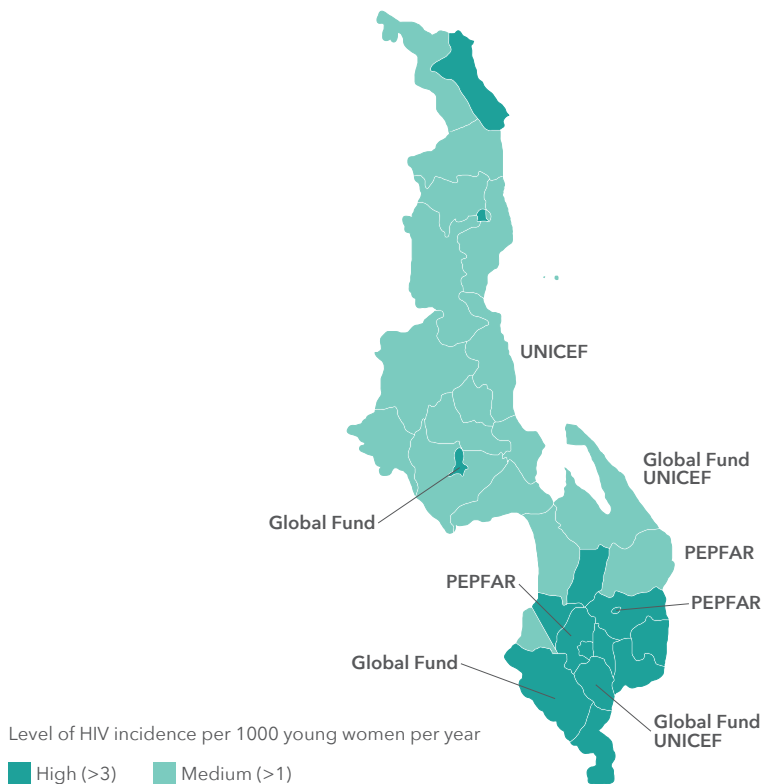 UNICEF
Global Fund
UNICEF
Global Fund
PEPFAR
PEPFAR
PEPFAR
Global Fund
Global Fund
UNICEF
Level of HIV incidence per 1000 young women per year
High (>3)
Medium (>1)